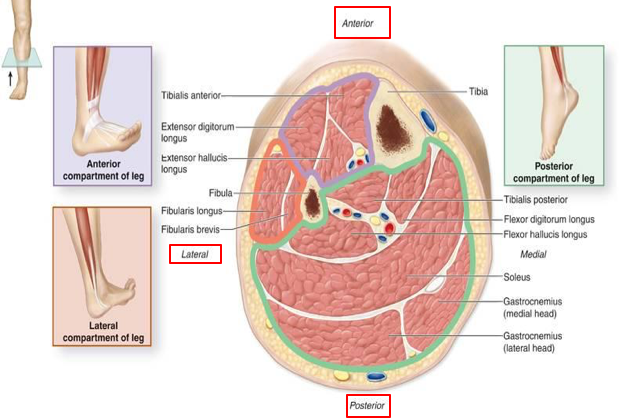 Anterior
Tibialis anterior
Extensor digitorum
longus
Extensor hallucis
longus
Fibula
Fibularis longus
Fibularis brevis
Lateral
Anterior
compartment of leg
Lateral
compartment of leg
Tibia
Posterior
compartment of leg
Tibialis posterior
Flexor digitorum longus
Flexor hallucis longus
Medial
Soleus
Gastrocnemius
(medial head)
Gastrocnemius
(lateral head)
Posterior